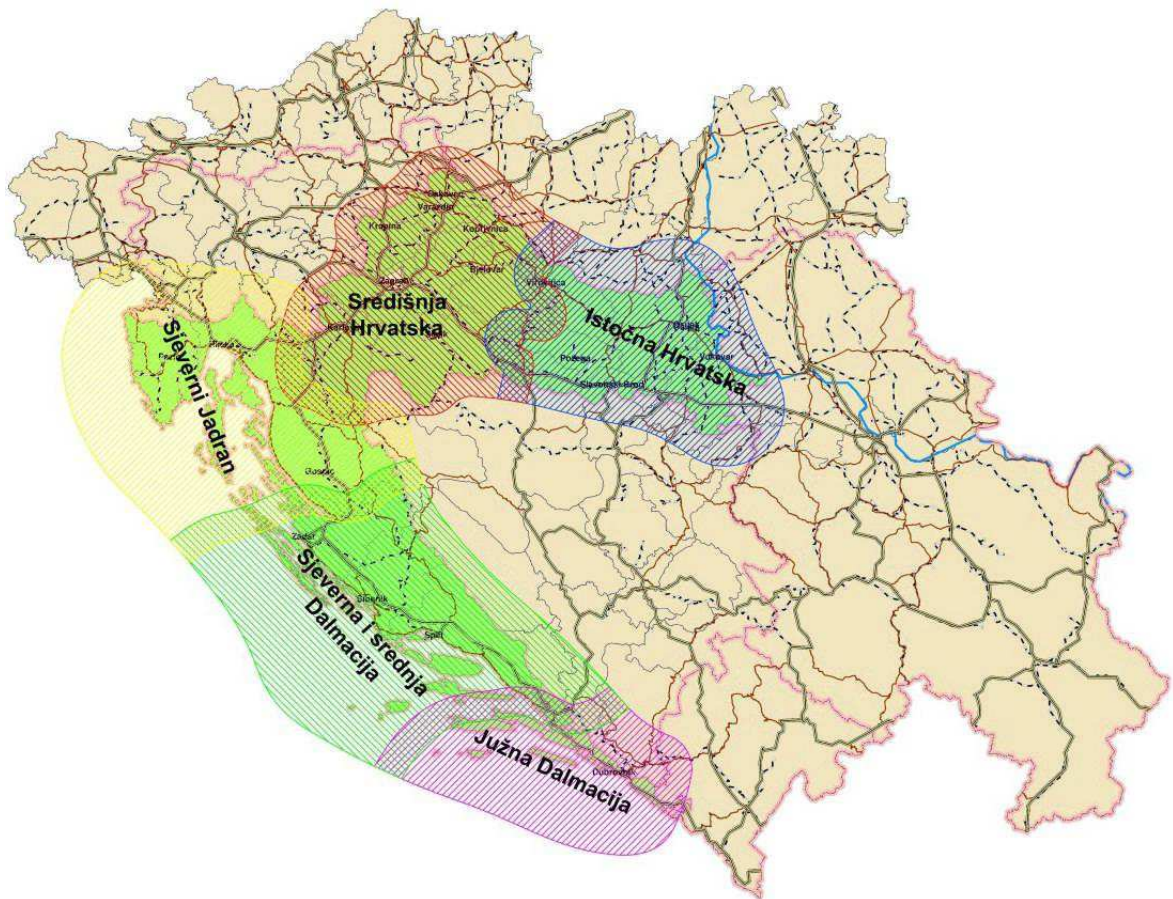 Varaždin
Krapina
Koprivnica
Bjelovar
Zagreb
Virovitica
Središnja
Hrvatska
Istočna Hrvatska
Požega
Vukovar
Slavonski Brod
Sjeverni Jadran
Gospić
Zadar
Sjeverna i srednja
Dalmacija
Šibenik
Split
Južna Dalmacija
Dubrovnik